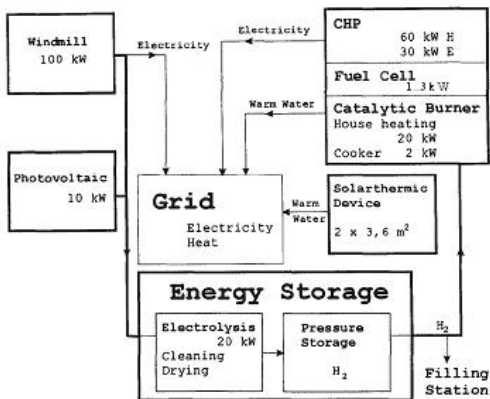 Windmill
100 kW
Electricity
Electricity
CHP
60 kW H
30 kW E
Fuel Cell
1..3kW
Warm Water
Catalytic Burner
House heating
20 kW
Cooker 2 kW
Photovoltaic
10 kW
Grid
Electricity
Heat
Warm
Water
Solarthermic
Device
2 x 3,6 m²
Energy Storage
Electrolysis
20 kW
Cleaning
Drying
Pressure
Storage
H₂
H₂
Filling
Station